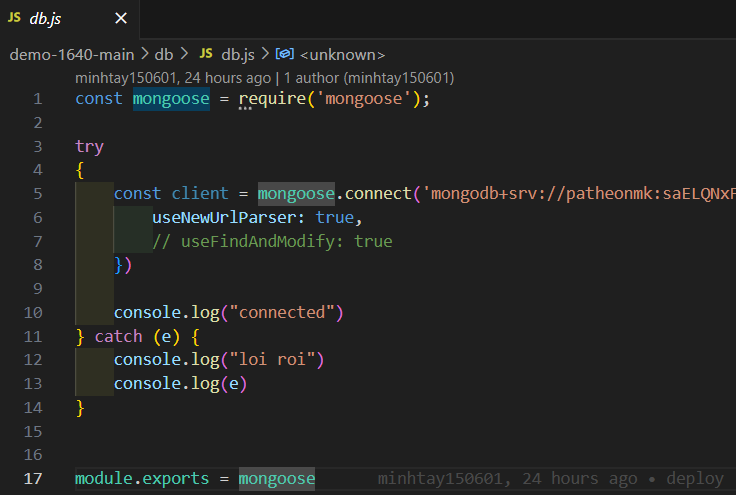 JS db.js ×
demo-1640-main > db > JS db.js > <unknown>
minhtay150601, 24 hours ago | 1 author (minhtay150601)
1 const mongoose = require('mongoose');
2
3 try
4 {
5 const client = mongoose.connect('mongodb+srv://patheonmk:saELQNxF
6 useNewUrlParser: true,
7 // useFindAndModify: true
8 })
9
10 console.log("connected")
11 } catch (e) {
12 console.log("loi roi")
13 console.log(e)
14 }
15
16
17 module.exports = mongoose minhtay150601, 24 hours ago • deploy